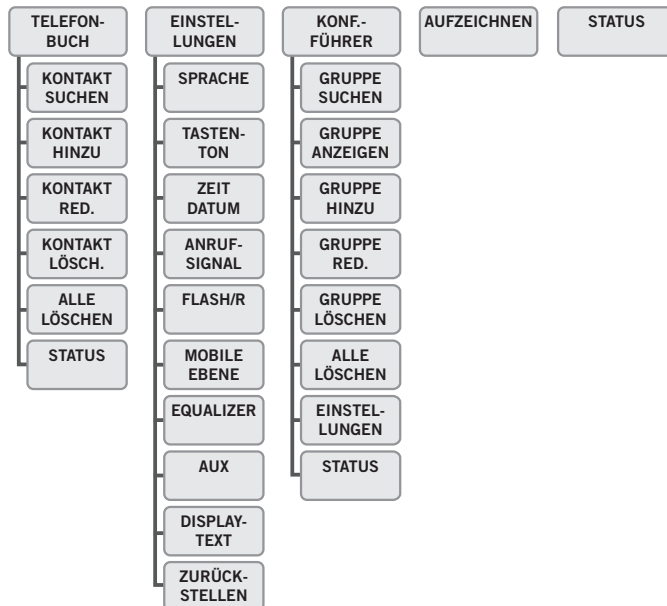 TELEFON-
BUCH
KONTAKT
SUCHEN
KONTAKT
HINZU
KONTAKT
RED.
KONTAKT
LÖSCH.
ALLE
LÖSCHEN
STATUS
EINSTEL-
LUNGEN
SPRACHE
TASTEN-
TON
ZEIT
DATUM
ANRUF-
SIGNAL
FLASH/R
MOBILE
EBENE
EQUALIZER
AUX
DISPLAY-
TEXT
ZURÜCK-
STELLEN
KONF.-
FÜHRER
GRUPPE
SUCHEN
GRUPPE
ANZEIGEN
GRUPPE
HINZU
GRUPPE
RED.
GRUPPE
LÖSCHEN
ALLE
LÖSCHEN
EINSTEL-
LUNGEN
STATUS
AUFZEICHNEN
STATUS